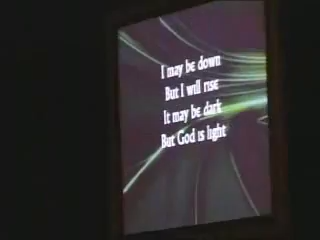 I may be down
But I will rise
It may be dark
But God is light